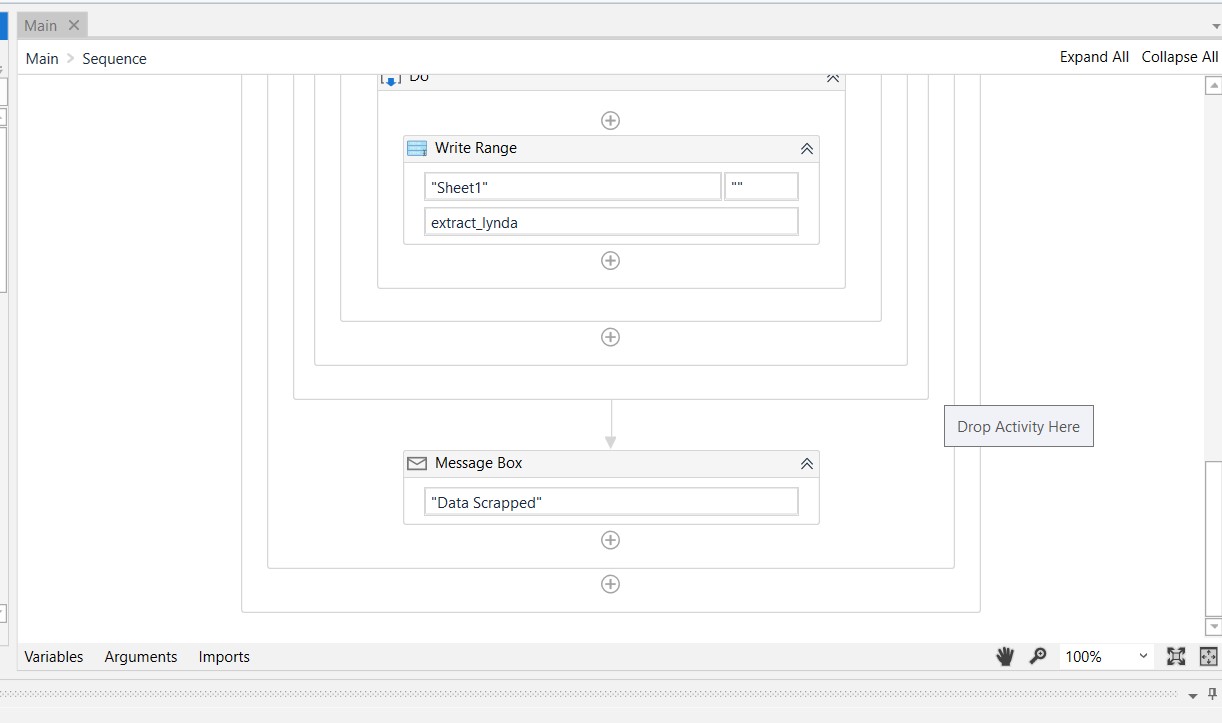 Main
Main > Sequence
Expand All Collapse All
Do
Write Range
"Sheet1" ""
extract_lynda
Drop Activity Here
Message Box
"Data Scrapped"
Variables Arguments Imports
100%